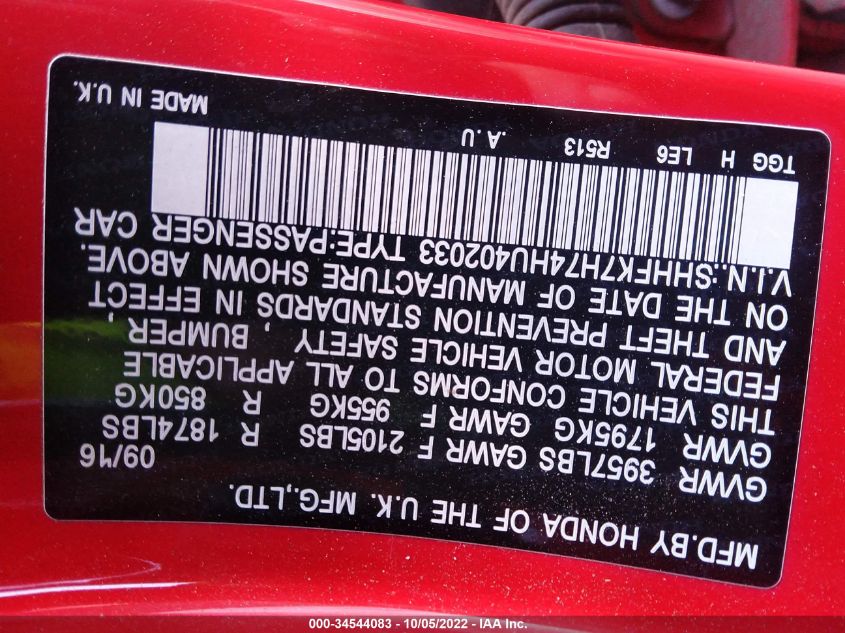 MFD.BY HONDA OF THE U.K. MFG.,LTD.
09/16
GVWR 3957LBS GAWR F 2105LBS R 1874LBS
GVWR 1795KG GAWR F 955KG R 850KG
THIS VEHICLE CONFORMS TO ALL APPLICABLE
FEDERAL MOTOR VEHICLE SAFETY , BUMPER ,
AND THEFT PREVENTION STANDARDS IN EFFECT
ON THE DATE OF MANUFACTURE SHOWN ABOVE.
V.I.N.:SHHFK7H74HU402033 TYPE:PASSENGER CAR
TGG H LE6 R513 .A.U
MADE IN U.K.
000-34544083 - 10/05/2022 - IAA Inc.